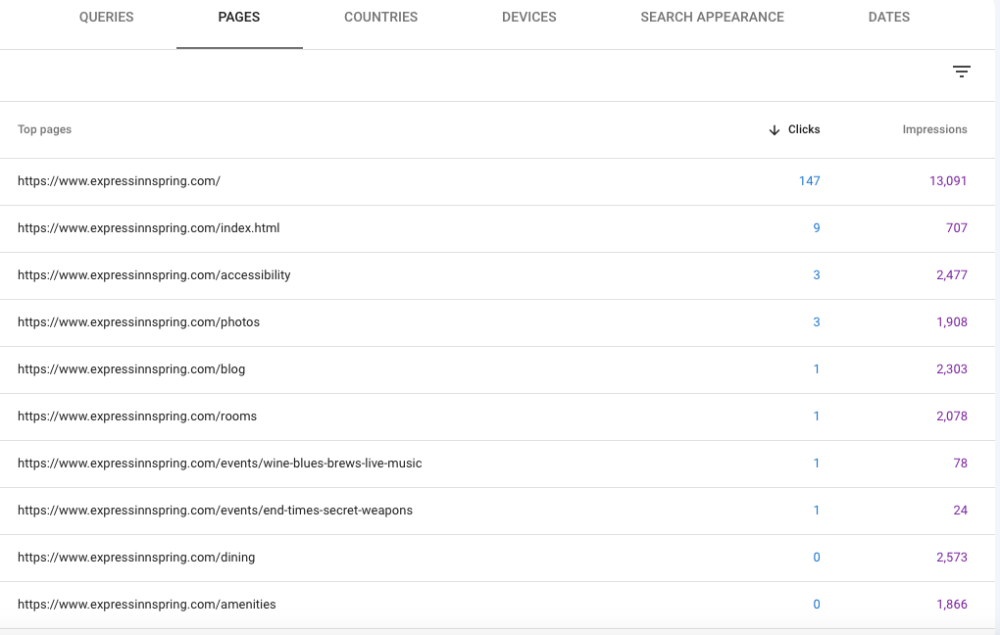 QUERIES PAGES COUNTRIES DEVICES SEARCH APPEARANCE DATES
Top pages Clicks Impressions
https://www.expressinnspring.com/ 147 13,091
https://www.expressinnspring.com/index.html 9 707
https://www.expressinnspring.com/accessibility 3 2,477
https://www.expressinnspring.com/photos 3 1,908
https://www.expressinnspring.com/blog 1 2,303
https://www.expressinnspring.com/rooms 1 2,078
https://www.expressinnspring.com/events/wine-blues-brews-live-music 1 78
https://www.expressinnspring.com/events/end-times-secret-weapons 1 24
https://www.expressinnspring.com/dining 0 2,573
https://www.expressinnspring.com/amenities 0 1,866